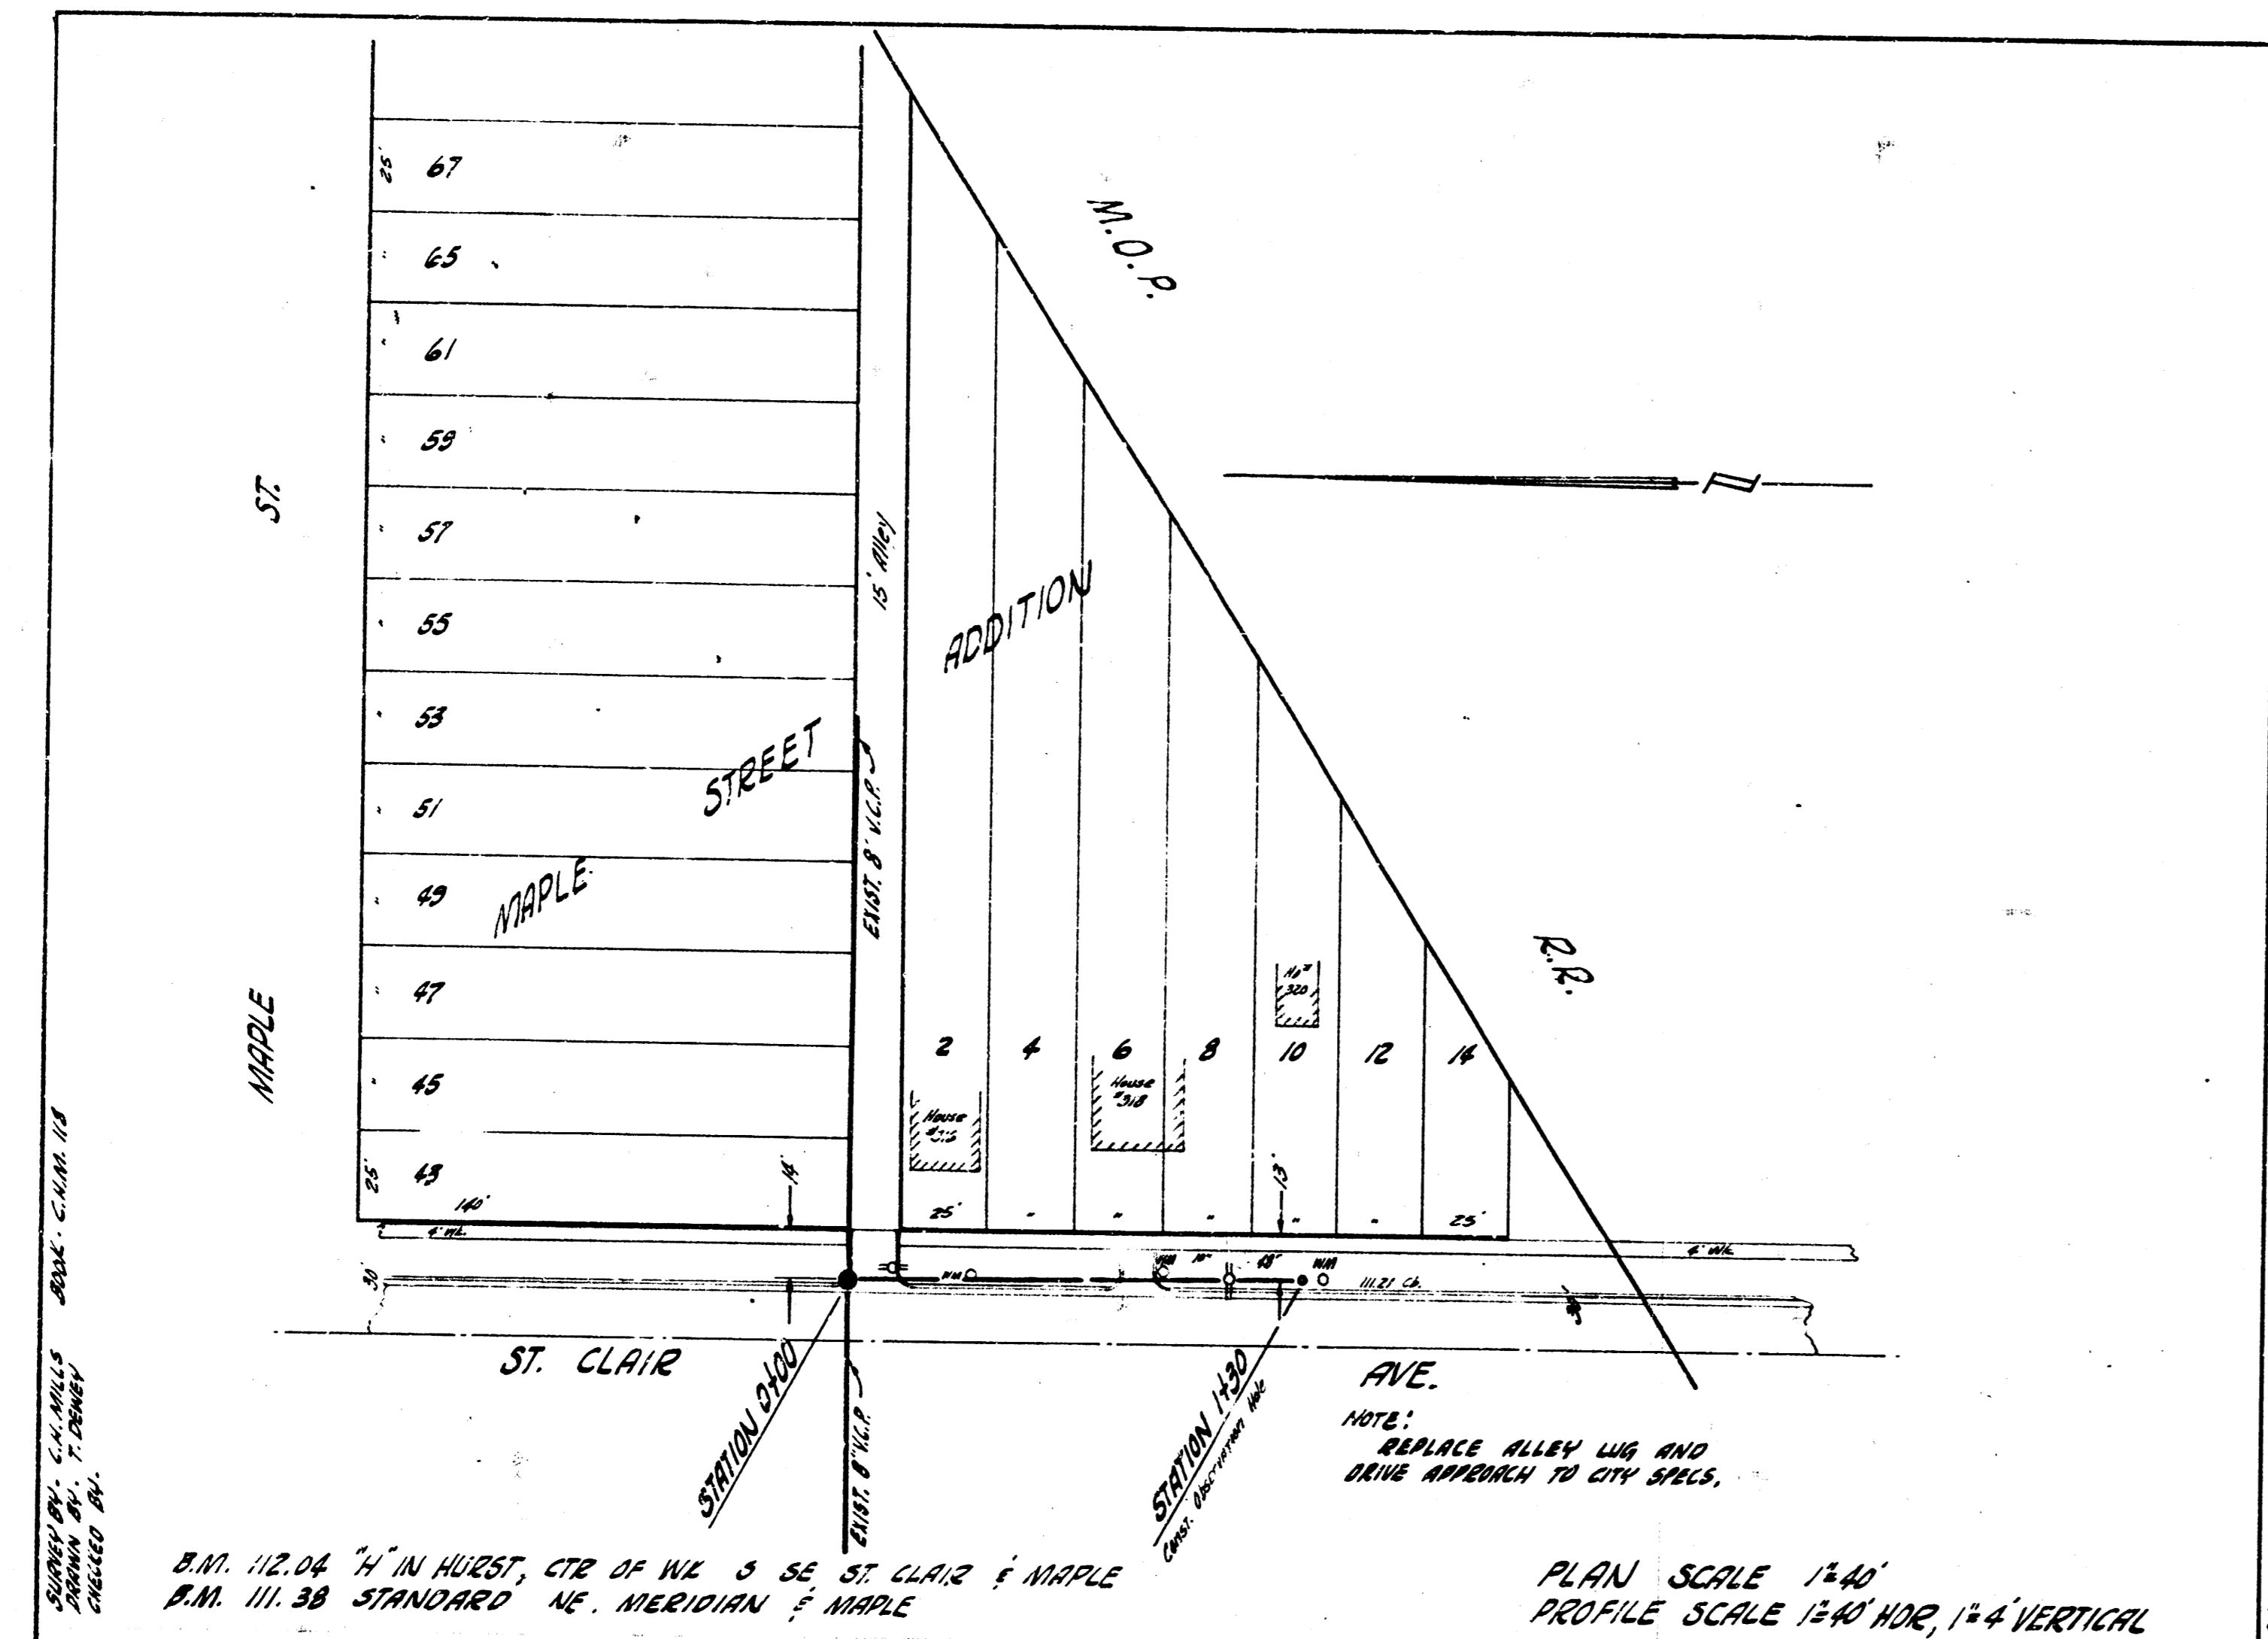 25' 67
" 65
" 61
" 59
" 57
" 55
" 53
" 51
" 49
" 47
" 45
25' 43
140'
MAPLE ST.
MAPLE STREET ADDITION
15' Alley
EXIST. 8" V.C.P.
M.O.P. R.R.
N
2 4 6 8 10 12 14
House
House
#318
No#
320
25' " " " " " 25'
14'
13'
4' WK.
4' WK
30'
30'
WM
WM
10"
48'
WM
111.21 Cb.
ST. CLAIR AVE.
STATION 0+00
EXIST. 8" V.C.P.
STATION 1+30
Const. Observation Hole
NOTE:
REPLACE ALLEY LUG AND
DRIVE APPROACH TO CITY SPECS.
SURVEY BY. C.H. MILLS BOOK. C.H.M. 118
DRAWN BY. T. DEWEY
CHECKED BY.
B.M. 112.04 "H" IN HURST, CTR OF WK S SE ST. CLAIR & MAPLE
B.M. 111.38 STANDARD NE. MERIDIAN & MAPLE
PLAN SCALE 1"=40'
PROFILE SCALE 1"=40' HOR, 1"=4' VERTICAL